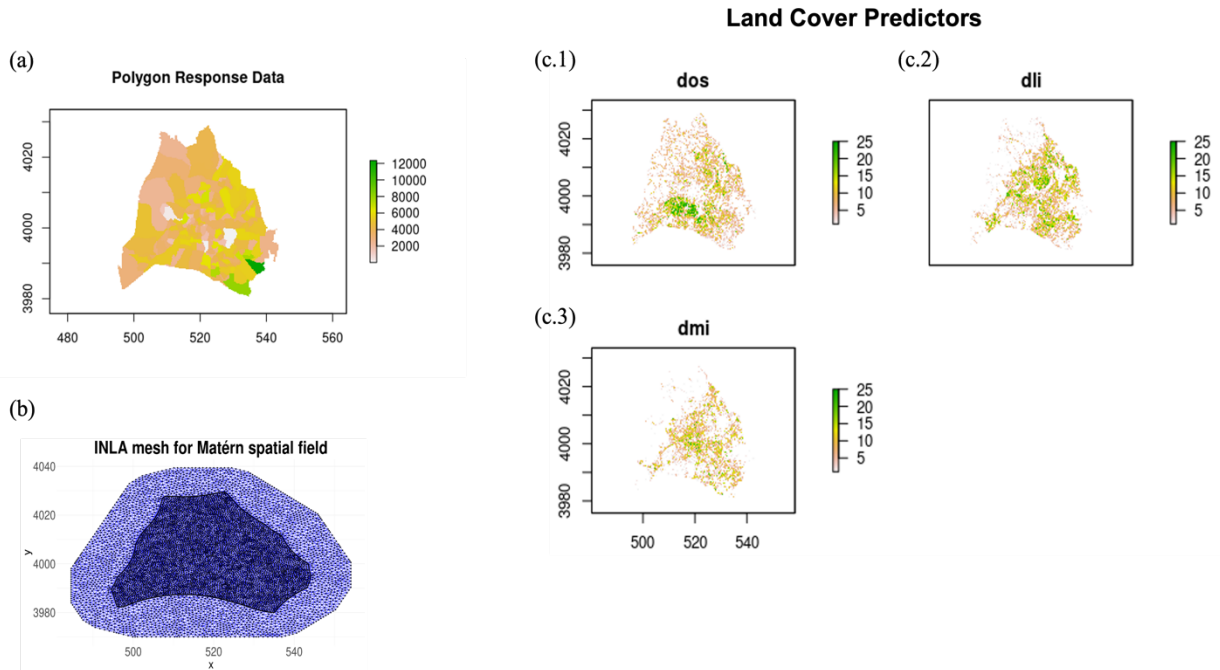 Land Cover Predictors
(a)
Polygon Response Data
4020
4000
3980
480 500 520 540 560
12000
10000
8000
6000
4000
2000
(c.1)
dos
4020
4000
3980
25
20
15
10
5
(c.2)
dli
25
20
15
10
5
(c.3)
dmi
4020
4000
3980
500 520 540
25
20
15
10
5
(b)
INLA mesh for Matérn spatial field
4040
4020
y
4000
3980
500 520 540
x